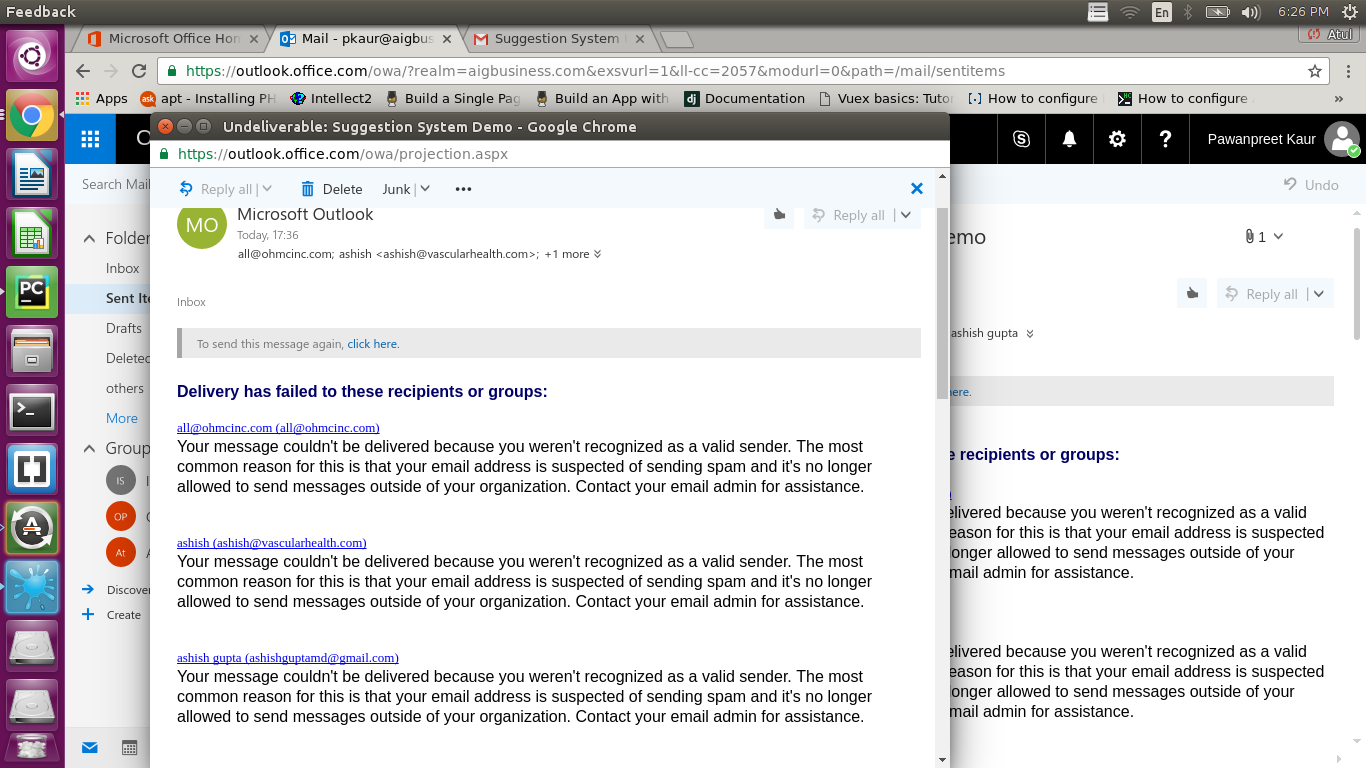 Feedback
En
6:26 PM
Microsoft Office Hon
Mail - pkaur@aigbus
Suggestion System
Atul
https://outlook.office.com/owa/?realm=aigbusiness.com&exsvurl=1&ll-cc=2057&modurl=0&path=/mail/sentitems
Apps
apt - Installing PH
Intellect2
Build a Single Pag
Build an App with
Documentation
Vuex basics: Tutor
How to configure
How to configure
»
Undeliverable: Suggestion System Demo - Google Chrome
Pawanpreet Kaur
https://outlook.office.com/owa/projection.aspx
Search Mail
Reply all
Delete
Junk
Undo
MO
Microsoft Outlook
Today, 17:36
Reply all
all@ohmcinc.com; ashish <ashish@vascularhealth.com>; +1 more
Inbox
To send this message again, click here.
Delivery has failed to these recipients or groups:
all@ohmcinc.com (all@ohmcinc.com)
Your message couldn't be delivered because you weren't recognized as a valid sender. The most
common reason for this is that your email address is suspected of sending spam and it's no longer
allowed to send messages outside of your organization. Contact your email admin for assistance.
ashish (ashish@vascularhealth.com)
Your message couldn't be delivered because you weren't recognized as a valid sender. The most
common reason for this is that your email address is suspected of sending spam and it's no longer
allowed to send messages outside of your organization. Contact your email admin for assistance.
ashish gupta (ashishguptamd@gmail.com)
Your message couldn't be delivered because you weren't recognized as a valid sender. The most
common reason for this is that your email address is suspected of sending spam and it's no longer
allowed to send messages outside of your organization. Contact your email admin for assistance.
Folder
Inbox
Sent Ite
Drafts
Deleted
others
More
Group
IS
OP
At
Discover
Create
PC
emo
1
Reply all
ashish gupta
ere.
e recipients or groups:
elivered because you weren't recognized as a valid
eason for this is that your email address is suspected
longer allowed to send messages outside of your
mail admin for assistance.
elivered because you weren't recognized as a valid
eason for this is that your email address is suspected
longer allowed to send messages outside of your
mail admin for assistance.